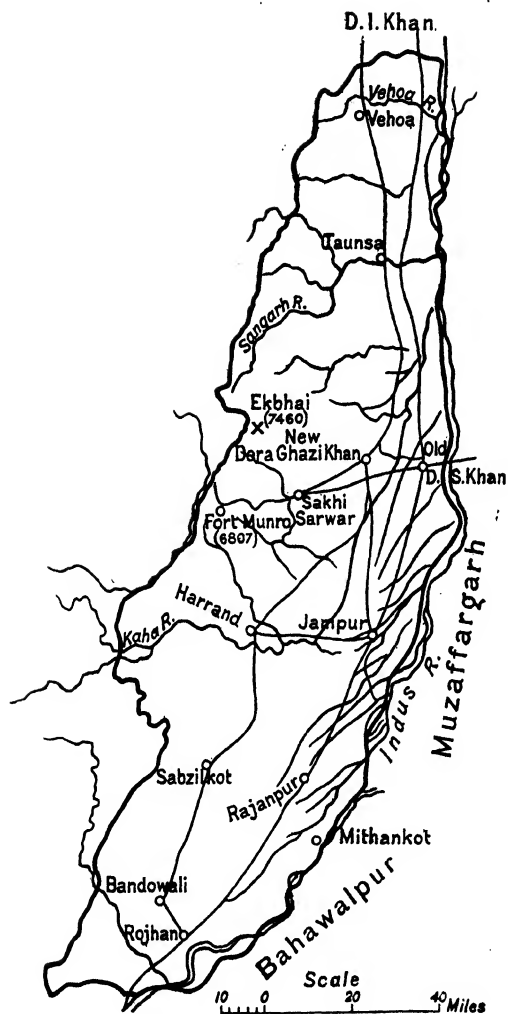 D.I. Khan.
Vehoa R.
Vehoa
Taunsa
Sangarh R.
Ekbhai
(7460)
New
Dera Ghazi Khan
Old
D. S. Khan
Sakhi
Sarwar
Fort Munro
(6807)
Harrand
Jampur
Kaha R.
Muzaffargarh
Indus R.
Sabzilkot
Rajanpur
Mithankot
Bandowali
Rojhan
Bahawalpur
Scale
10 0 20 40 Miles